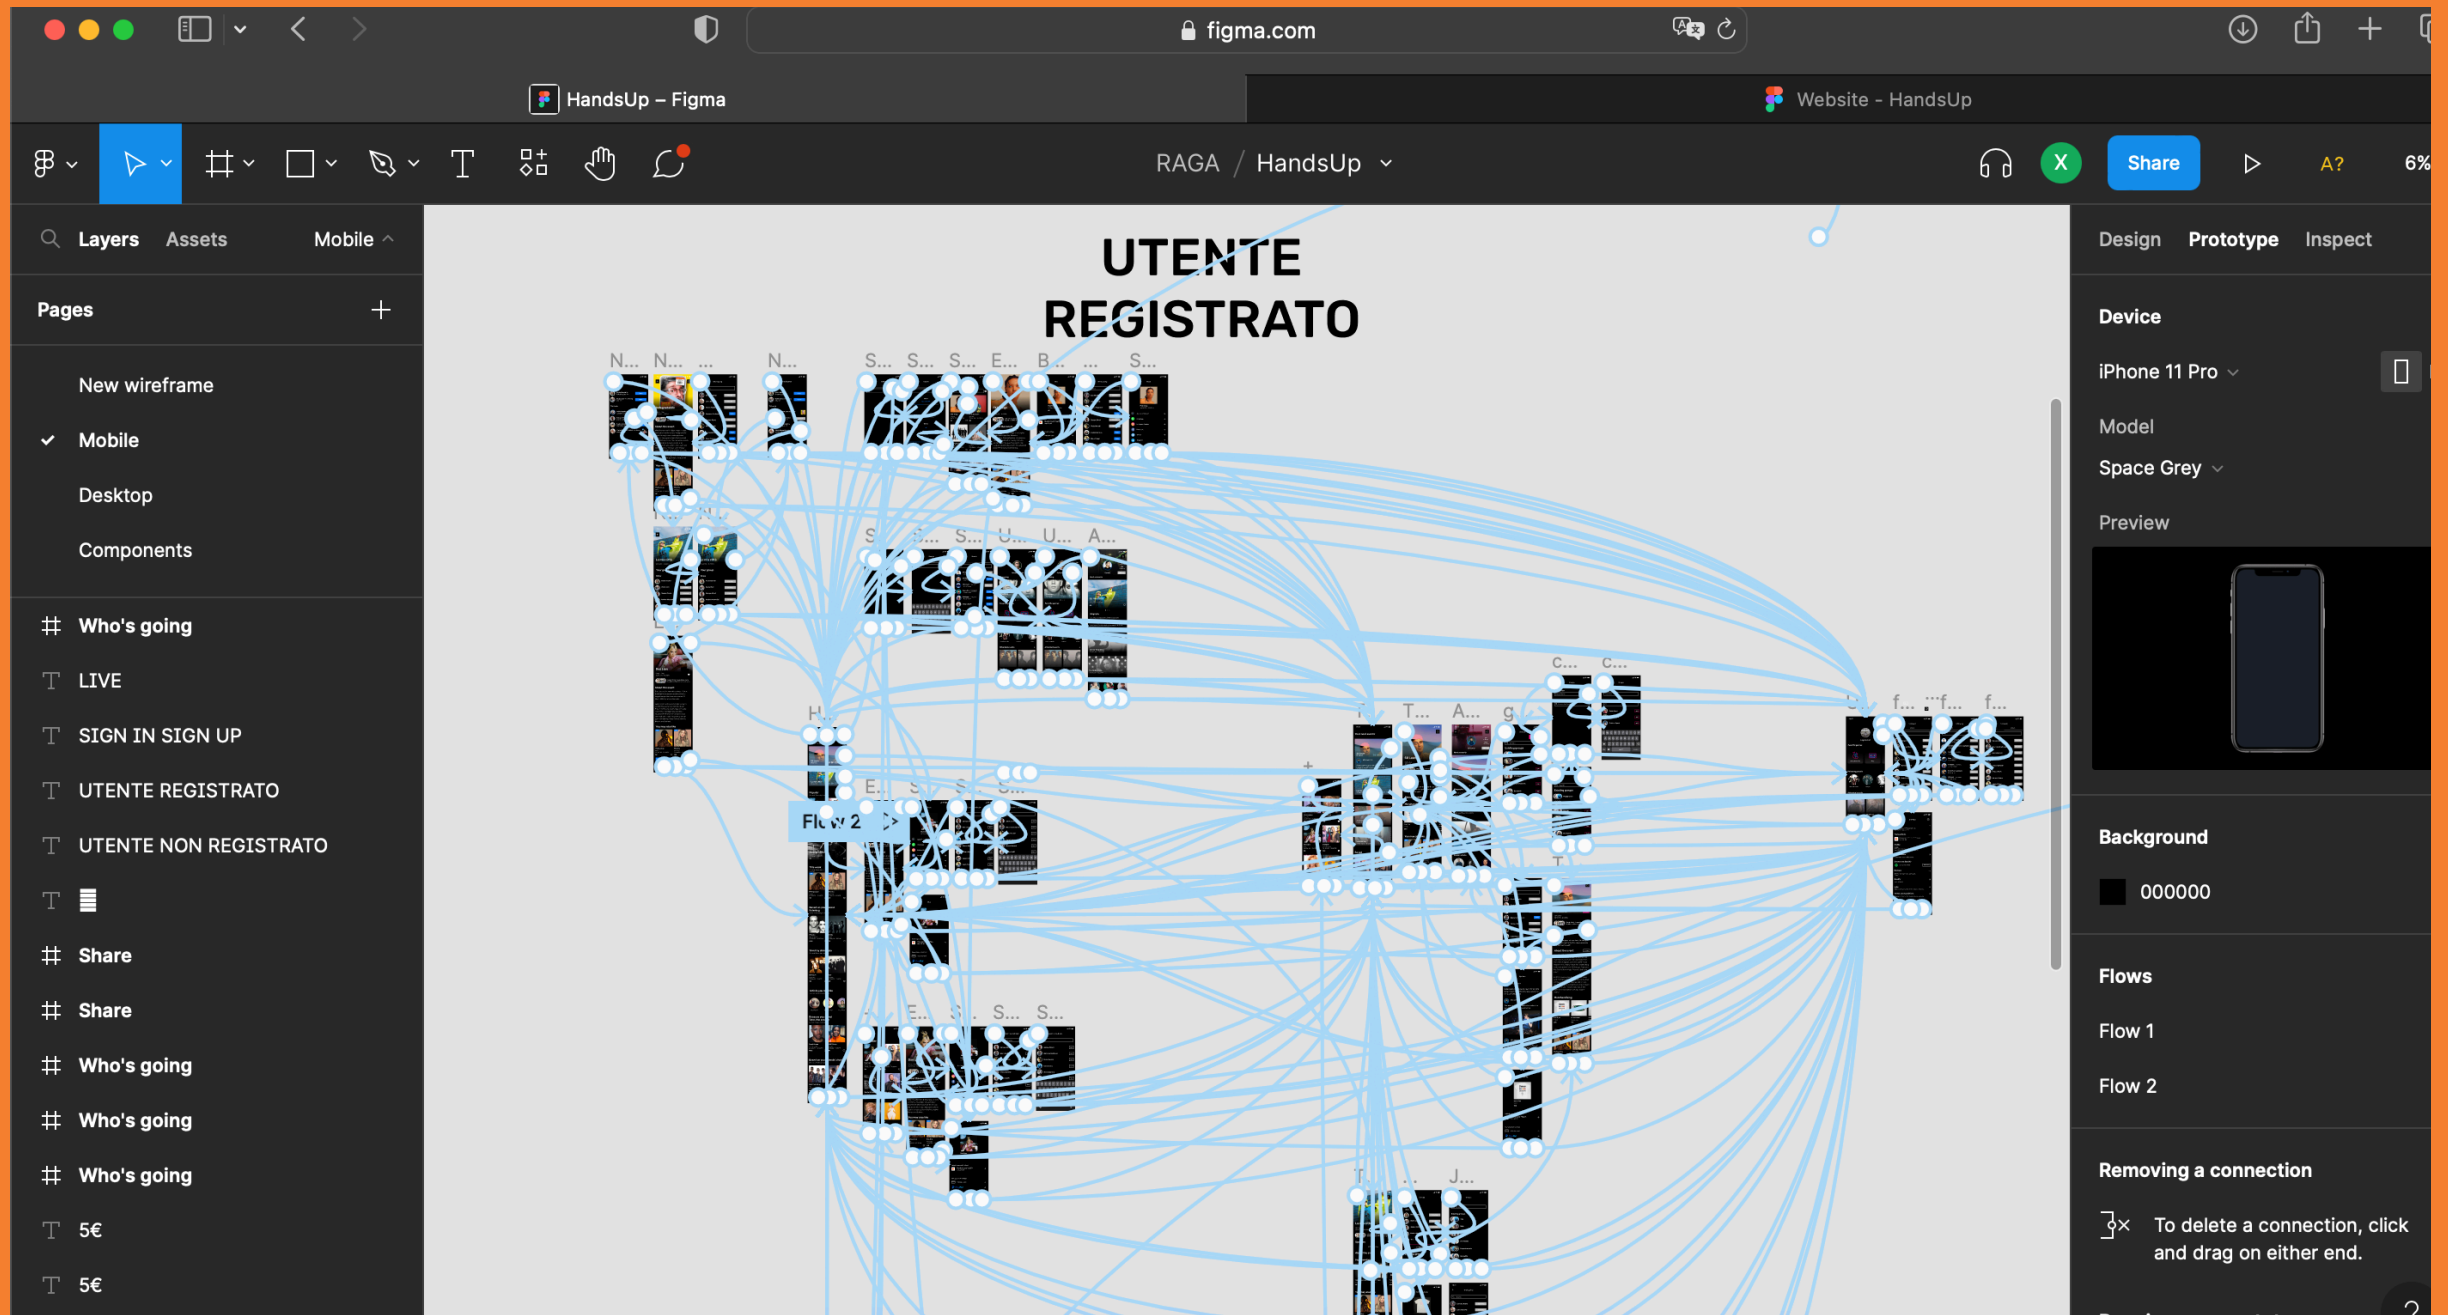 figma.com
HandsUp – Figma
Website - HandsUp
RAGA / HandsUp
X
Share
A?
6%
Layers
Assets
Mobile
Design
Prototype
Inspect
Pages
New wireframe
Mobile
Desktop
Components
Who's going
LIVE
SIGN IN SIGN UP
UTENTE REGISTRATO
UTENTE NON REGISTRATO
Share
Share
Who's going
Who's going
Who's going
5€
5€
UTENTE
REGISTRATO
N... N... ... N... S... S... S... E... B... ... S...
S... S... U... U... A...
c... c...
H...
T... A... g
f... f... f...
Flow 2
E.. S... S... S...
J...
Device
iPhone 11 Pro
Model
Space Grey
Preview
Background
000000
Flows
Flow 1
Flow 2
Removing a connection
To delete a connection, click
and drag on either end.
?